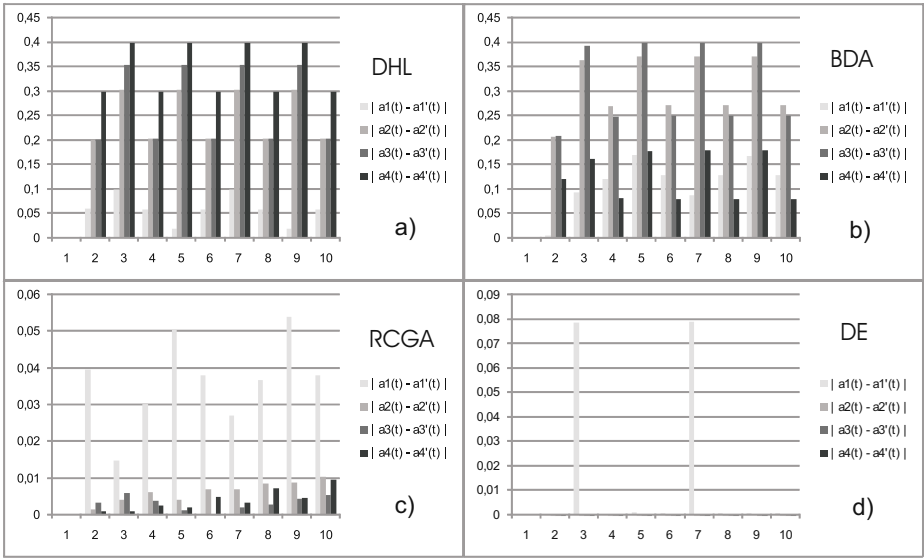 0,45
0,4
0,35
0,3
0,25
0,2
0,15
0,1
0,05
0
1 2 3 4 5 6 7 8 9 10
DHL
| a1(t) - a1'(t) |
| a2(t) - a2'(t) |
| a3(t) - a3'(t) |
| a4(t) - a4'(t) |
a)
0,45
0,4
0,35
0,3
0,25
0,2
0,15
0,1
0,05
0
1 2 3 4 5 6 7 8 9 10
BDA
| a1(t) - a1'(t) |
| a2(t) - a2'(t) |
| a3(t) - a3'(t) |
| a4(t) - a4'(t) |
b)
0,06
0,05
0,04
0,03
0,02
0,01
0
1 2 3 4 5 6 7 8 9 10
RCGA
| a1(t) - a1'(t) |
| a2(t) - a2'(t) |
| a3(t) - a3'(t) |
| a4(t) - a4'(t) |
c)
0,09
0,08
0,07
0,06
0,05
0,04
0,03
0,02
0,01
0
1 2 3 4 5 6 7 8 9 10
DE
| a1(t) - a1'(t) |
| a2(t) - a2'(t) |
| a3(t) - a3'(t) |
| a4(t) - a4'(t) |
d)